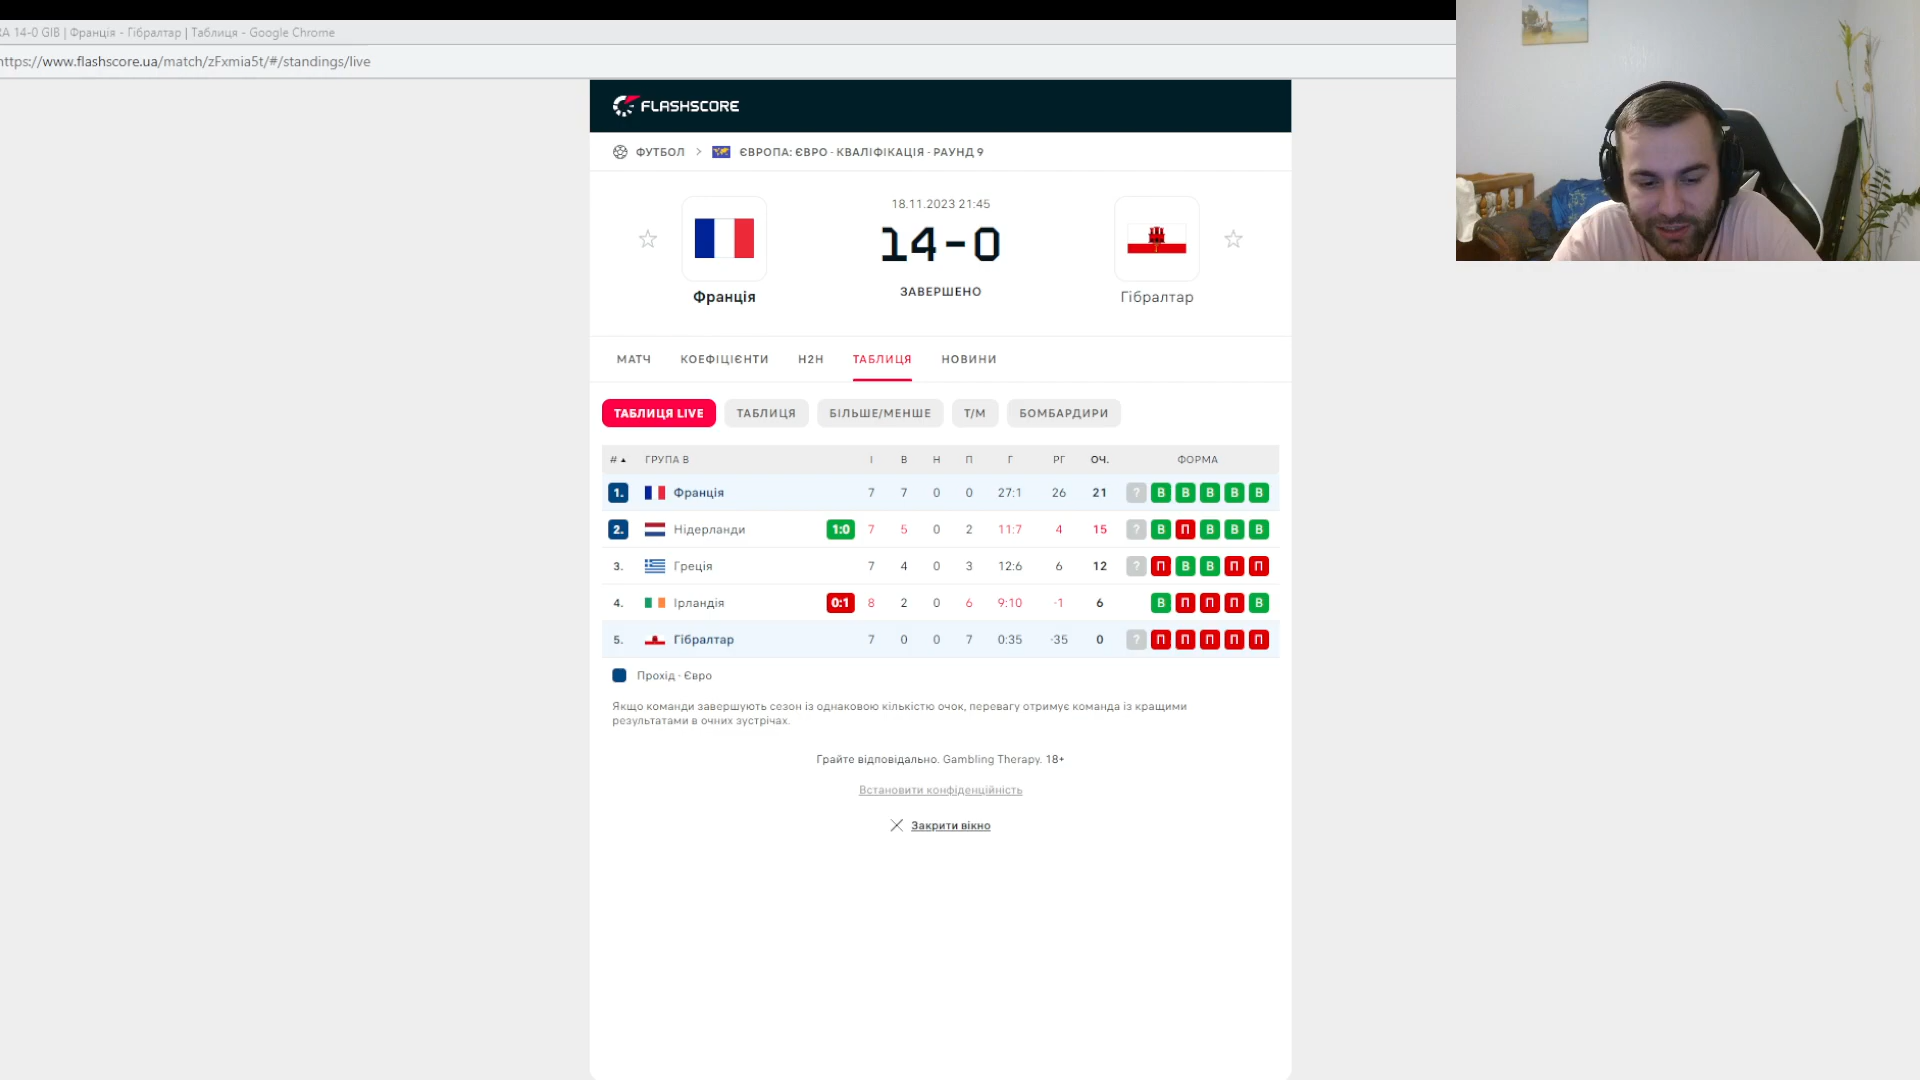 RA 14-0 GIB | Франція - Гібралтар | Таблиця - Google Chrome
https://www.flashscore.ua/match/zFxmia5t/#/standings/live
FLASHSCORE
ФУТБОЛ > ЄВРОПА: ЄВРО - КВАЛІФІКАЦІЯ - РАУНД 9
18.11.2023 21:45
14-0
ЗАВЕРШЕНО
Франція
Гібралтар
МАТЧ КОЕФІЦІЄНТИ H2H ТАБЛИЦЯ НОВИНИ
ТАБЛИЦЯ LIVE ТАБЛИЦЯ БІЛЬШЕ/МЕНШЕ Т/М БОМБАРДИРИ
# ГРУПА B І В Н П Г РГ ОЧ. ФОРМА
1. Франція 7 7 0 0 27:1 26 21 ? В В В В В
2. Нідерланди 1:0 7 5 0 2 11:7 4 15 ? В П В В В
3. Греція 7 4 0 3 12:6 6 12 ? П В В П П
4. Ірландія 0:1 8 2 0 6 9:10 -1 6 В П П П В
5. Гібралтар 7 0 0 7 0:35 -35 0 ? П П П П П
Прохід - Євро
Якщо команди завершують сезон із однаковою кількістю очок, перевагу отримує команда із кращими
результатами в очних зустрічах.
Грайте відповідально. Gambling Therapy. 18+
Встановити конфіденційність
Закрити вікно